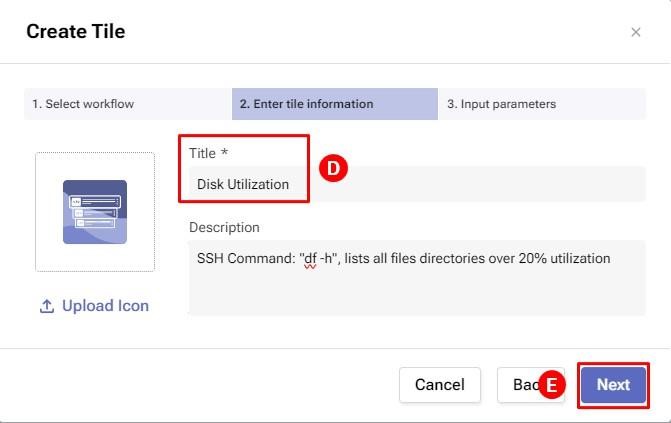 Create Tile
×
1. Select workflow
2. Enter tile information
3. Input parameters
Title *
D
Disk Utilization
Description
SSH Command: "df -h", lists all files directories over 20% utilization
Upload Icon
Cancel
E
Next